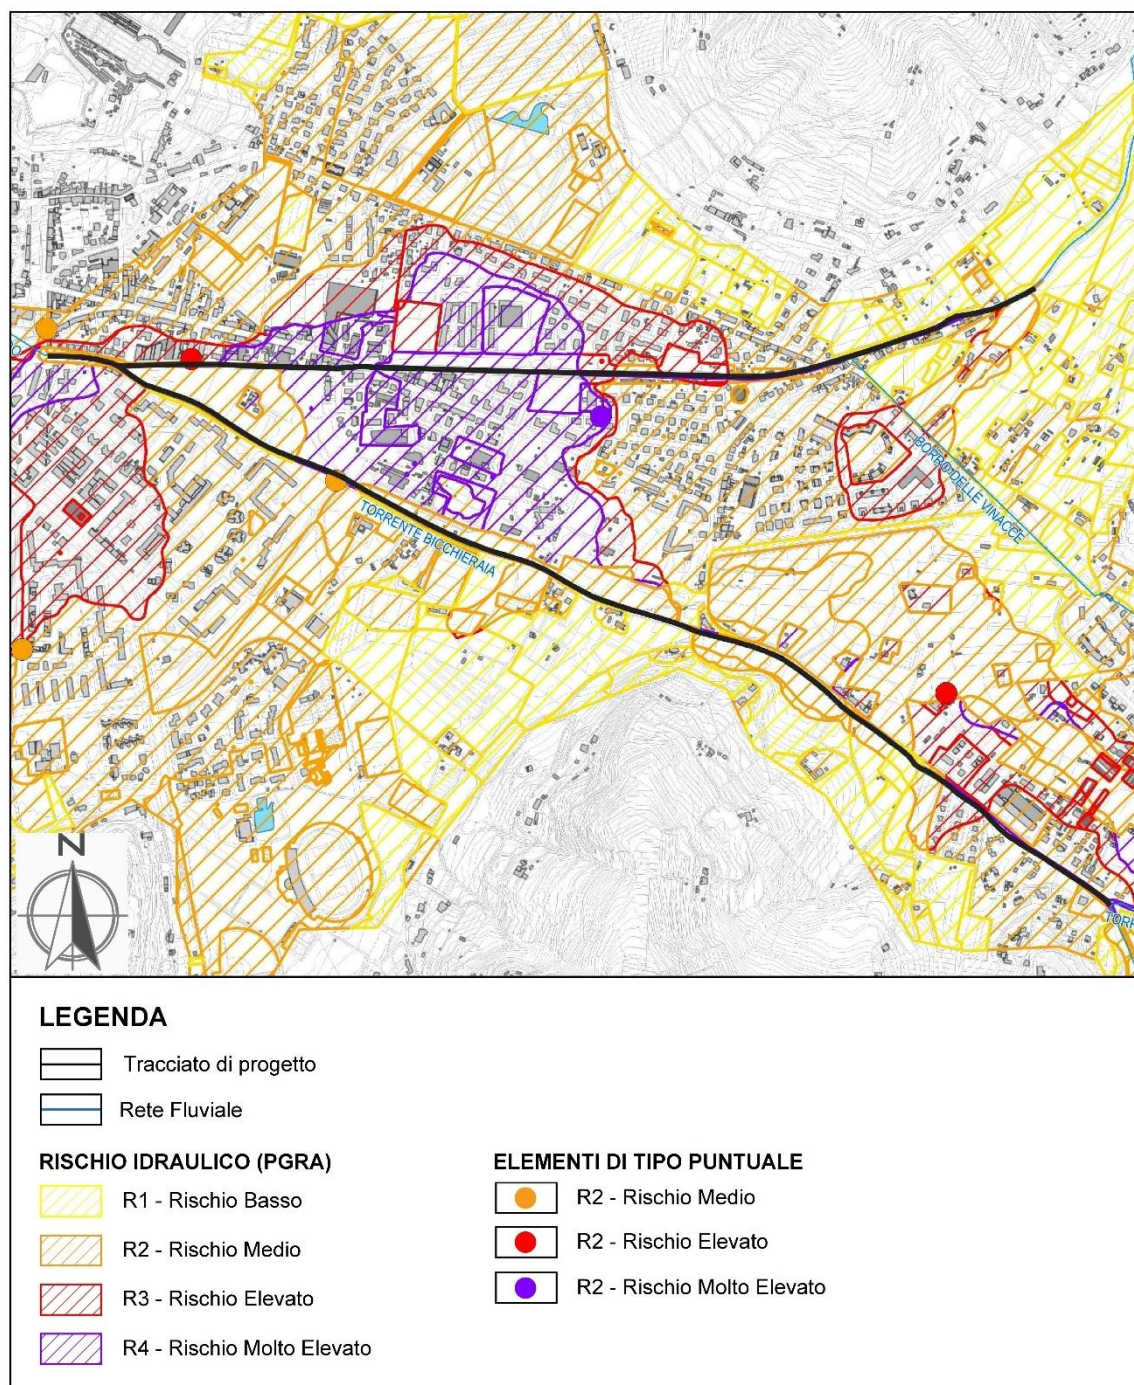 BORRO DELLE VINACCE
TORRENTE BICCHIERAIA
TORR
N
LEGENDA
Tracciato di progetto
Rete Fluviale
RISCHIO IDRAULICO (PGRA)
R1 - Rischio Basso
R2 - Rischio Medio
R3 - Rischio Elevato
R4 - Rischio Molto Elevato
ELEMENTI DI TIPO PUNTUALE
R2 - Rischio Medio
R2 - Rischio Elevato
R2 - Rischio Molto Elevato